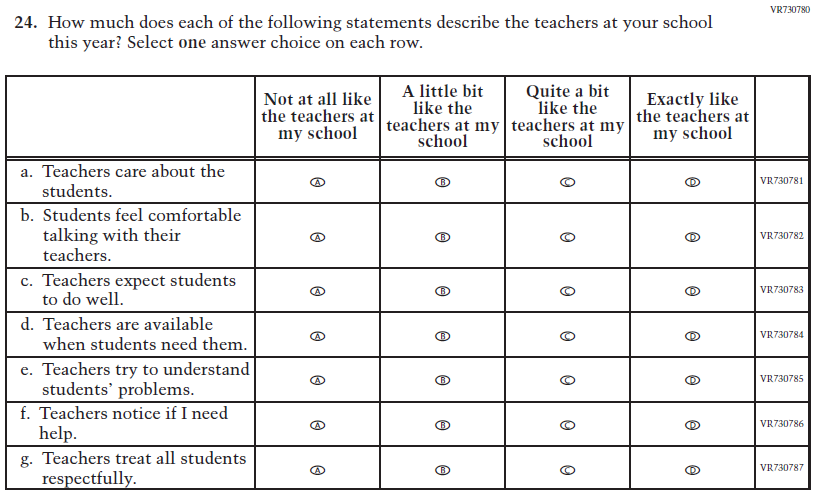 VR730780
24. How much does each of the following statements describe the teachers at your school
this year? Select one answer choice on each row.
Not at all like
the teachers at
my school
A little bit
like the
teachers at my
school
Quite a bit
like the
teachers at my
school
Exactly like
the teachers at
my school
a. Teachers care about the
students.
A B C D VR730781
b. Students feel comfortable
talking with their
teachers.
A B C D VR730782
c. Teachers expect students
to do well.
A B C D VR730783
d. Teachers are available
when students need them.
A B C D VR730784
e. Teachers try to understand
students’ problems.
A B C D VR730785
f. Teachers notice if I need
help.
A B C D VR730786
g. Teachers treat all students
respectfully.
A B C D VR730787